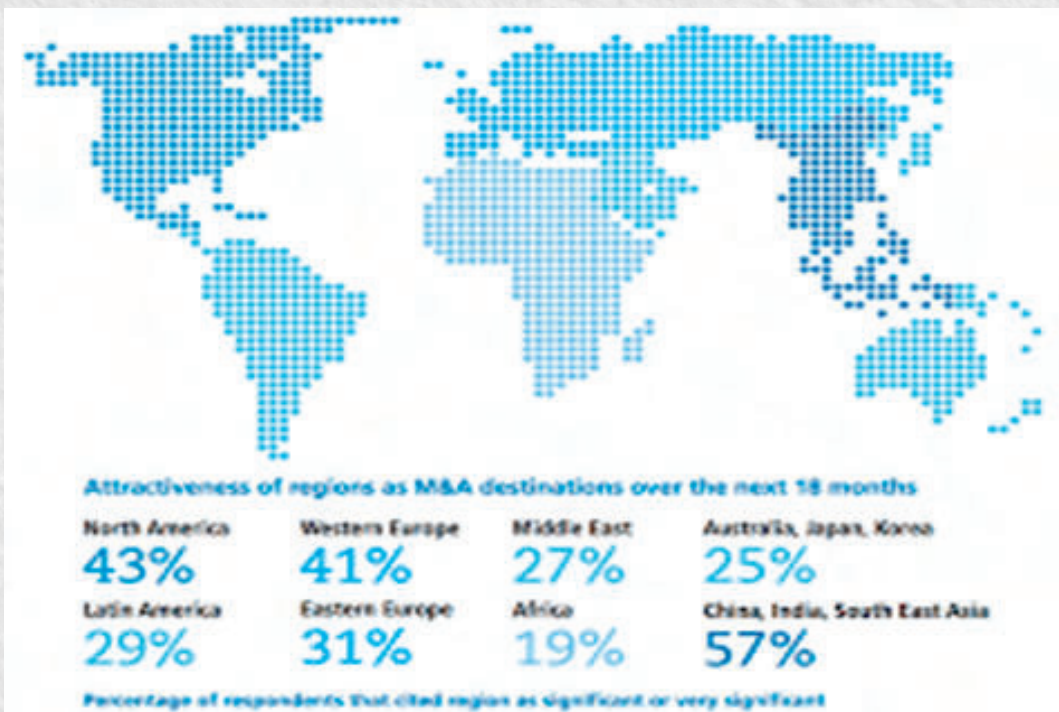 Attractiveness of regions as M&A destinations over the next 18 months
North America
43%
Western Europe
41%
Middle East
27%
Australia, Japan, Korea
25%
Latin America
29%
Eastern Europe
31%
Africa
19%
China, India, South East Asia
57%
Percentage of respondents that cited region as significant or very significant